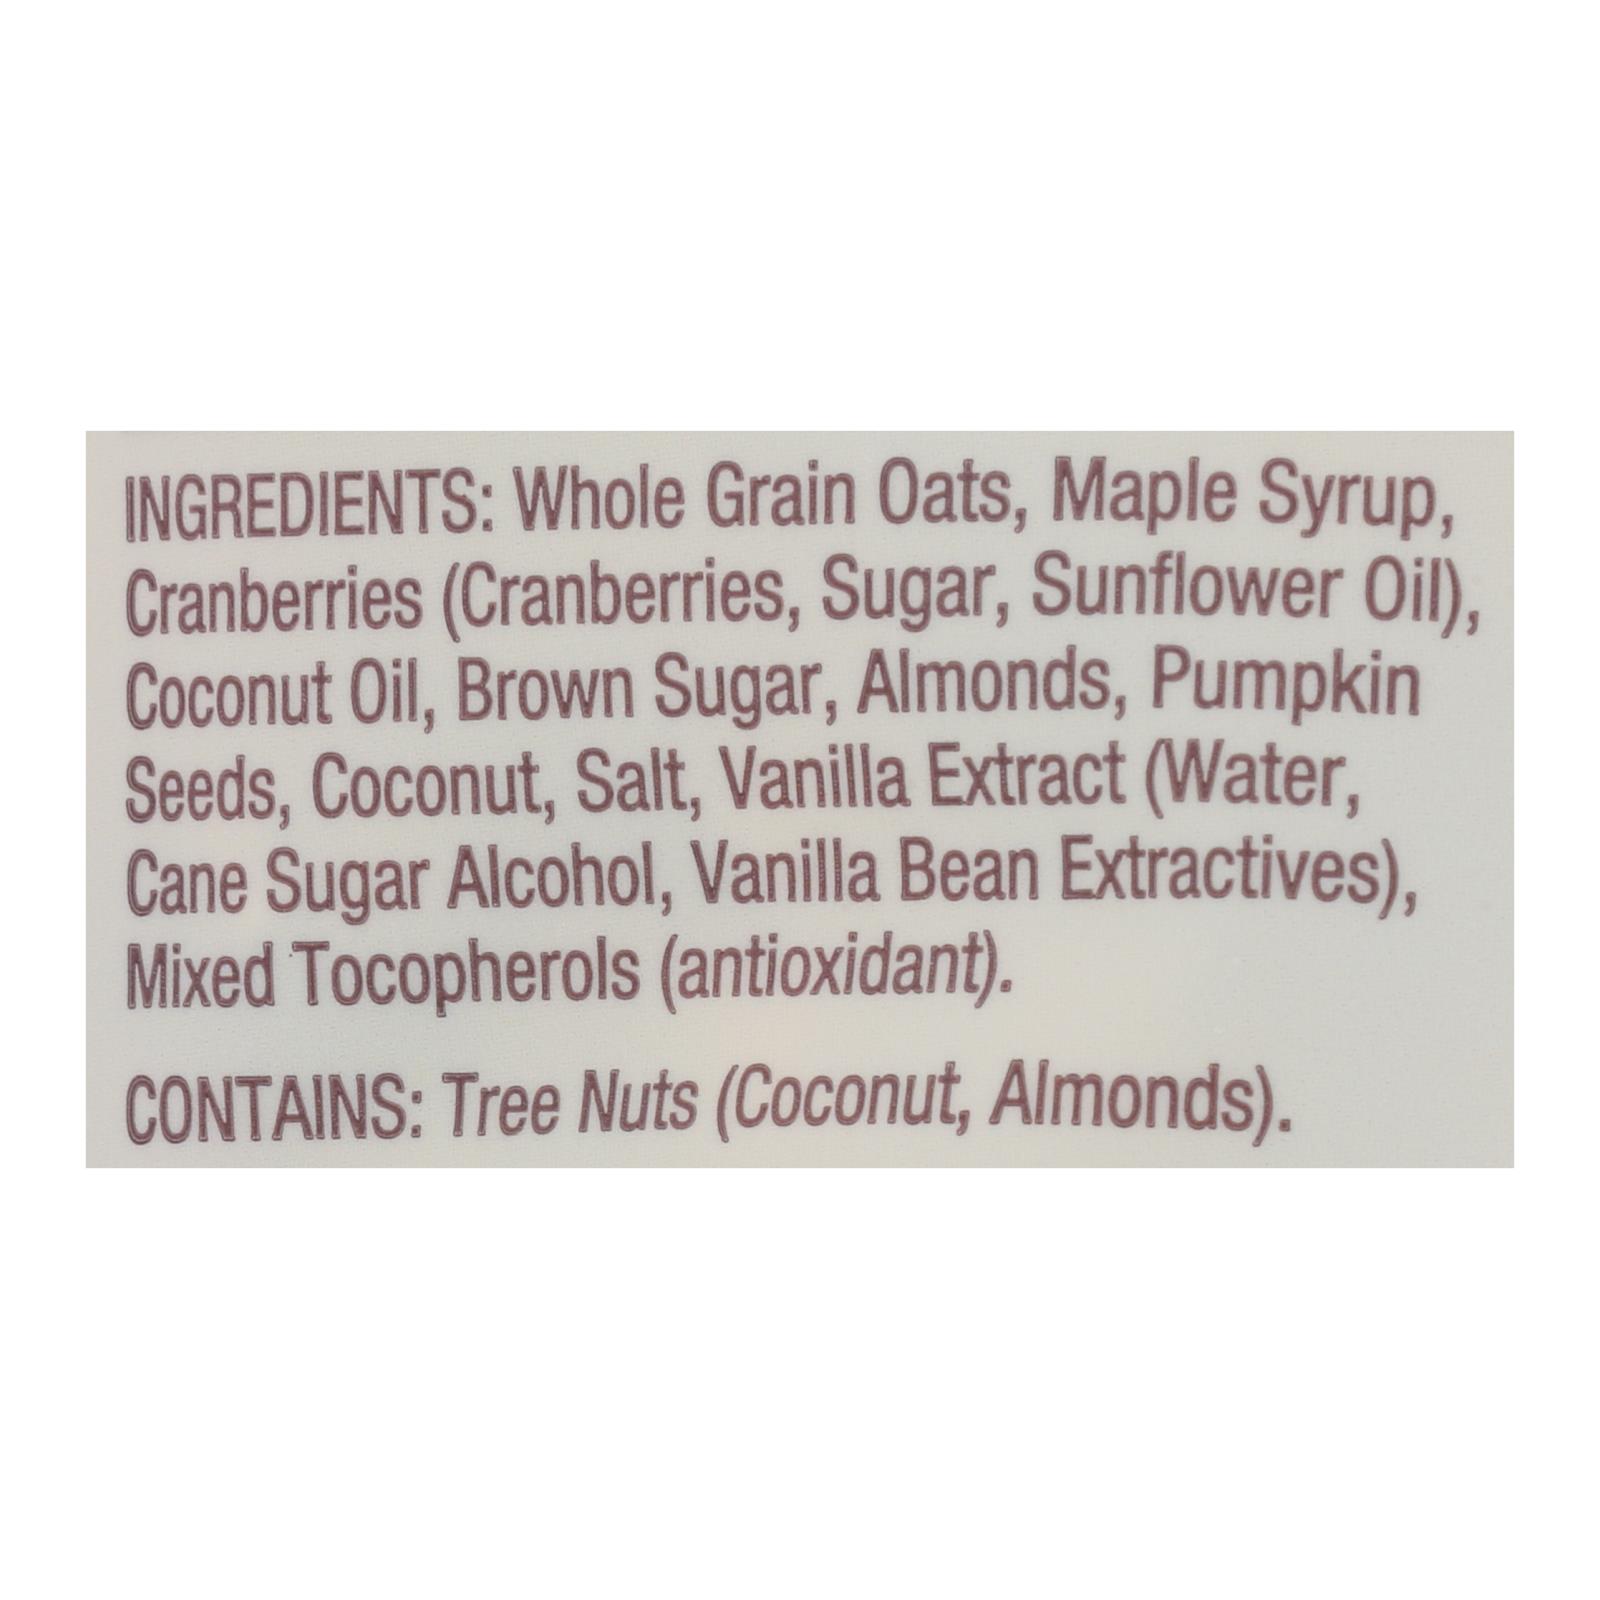 INGREDIENTS: Whole Grain Oats, Maple Syrup,
Cranberries (Cranberries, Sugar, Sunflower Oil),
Coconut Oil, Brown Sugar, Almonds, Pumpkin
Seeds, Coconut, Salt, Vanilla Extract (Water,
Cane Sugar Alcohol, Vanilla Bean Extractives),
Mixed Tocopherols (antioxidant).
CONTAINS: Tree Nuts (Coconut, Almonds).